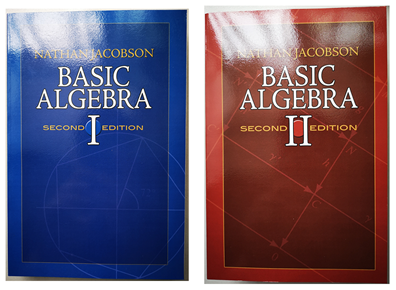 NATHAN JACOBSON
BASIC
ALGEBRA
SECOND I EDITION
NATHAN JACOBSON
BASIC
ALGEBRA
SECOND II EDITION